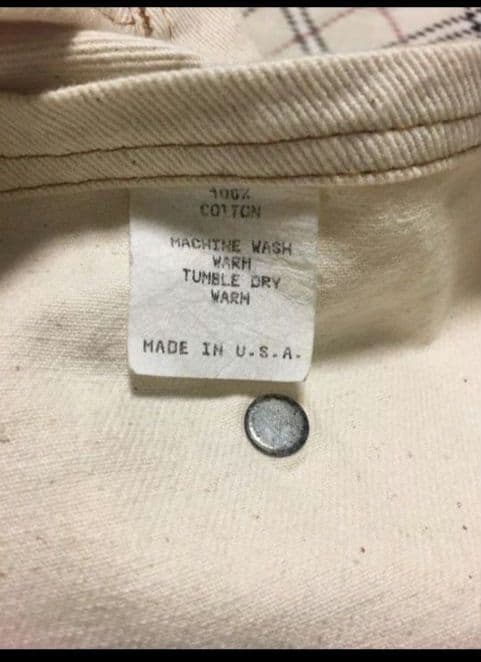 100%
COTTON
MACHINE WASH
WARM
TUMBLE DRY
WARM
MADE IN U.S.A.